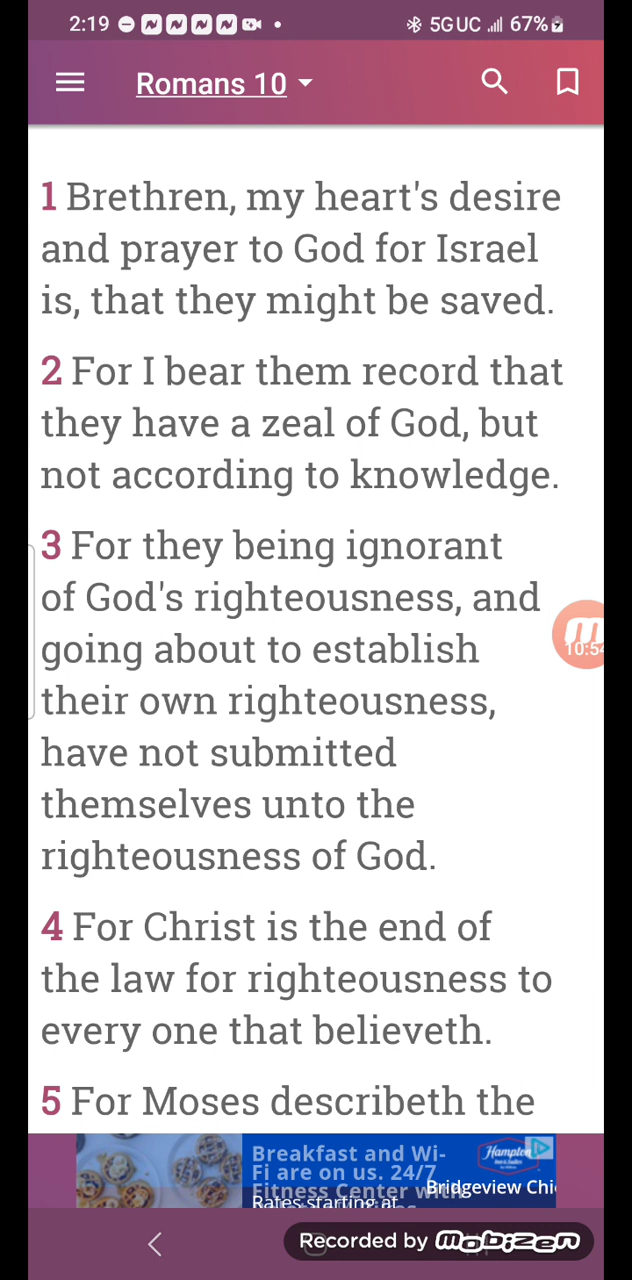 2:19 5GUC 67%
Romans 10
1 Brethren, my heart's desire
and prayer to God for Israel
is, that they might be saved.
2 For I bear them record that
they have a zeal of God, but
not according to knowledge.
3 For they being ignorant
of God's righteousness, and
going about to establish
their own righteousness,
have not submitted
themselves unto the
righteousness of God.
10:54
4 For Christ is the end of
the law for righteousness to
every one that believeth.
5 For Moses describeth the
Breakfast and Wi-
Fi are on us. 24/7
Fitness Center with
Rates starting at
Hampton
Bridgeview Chi
Recorded by mobizen